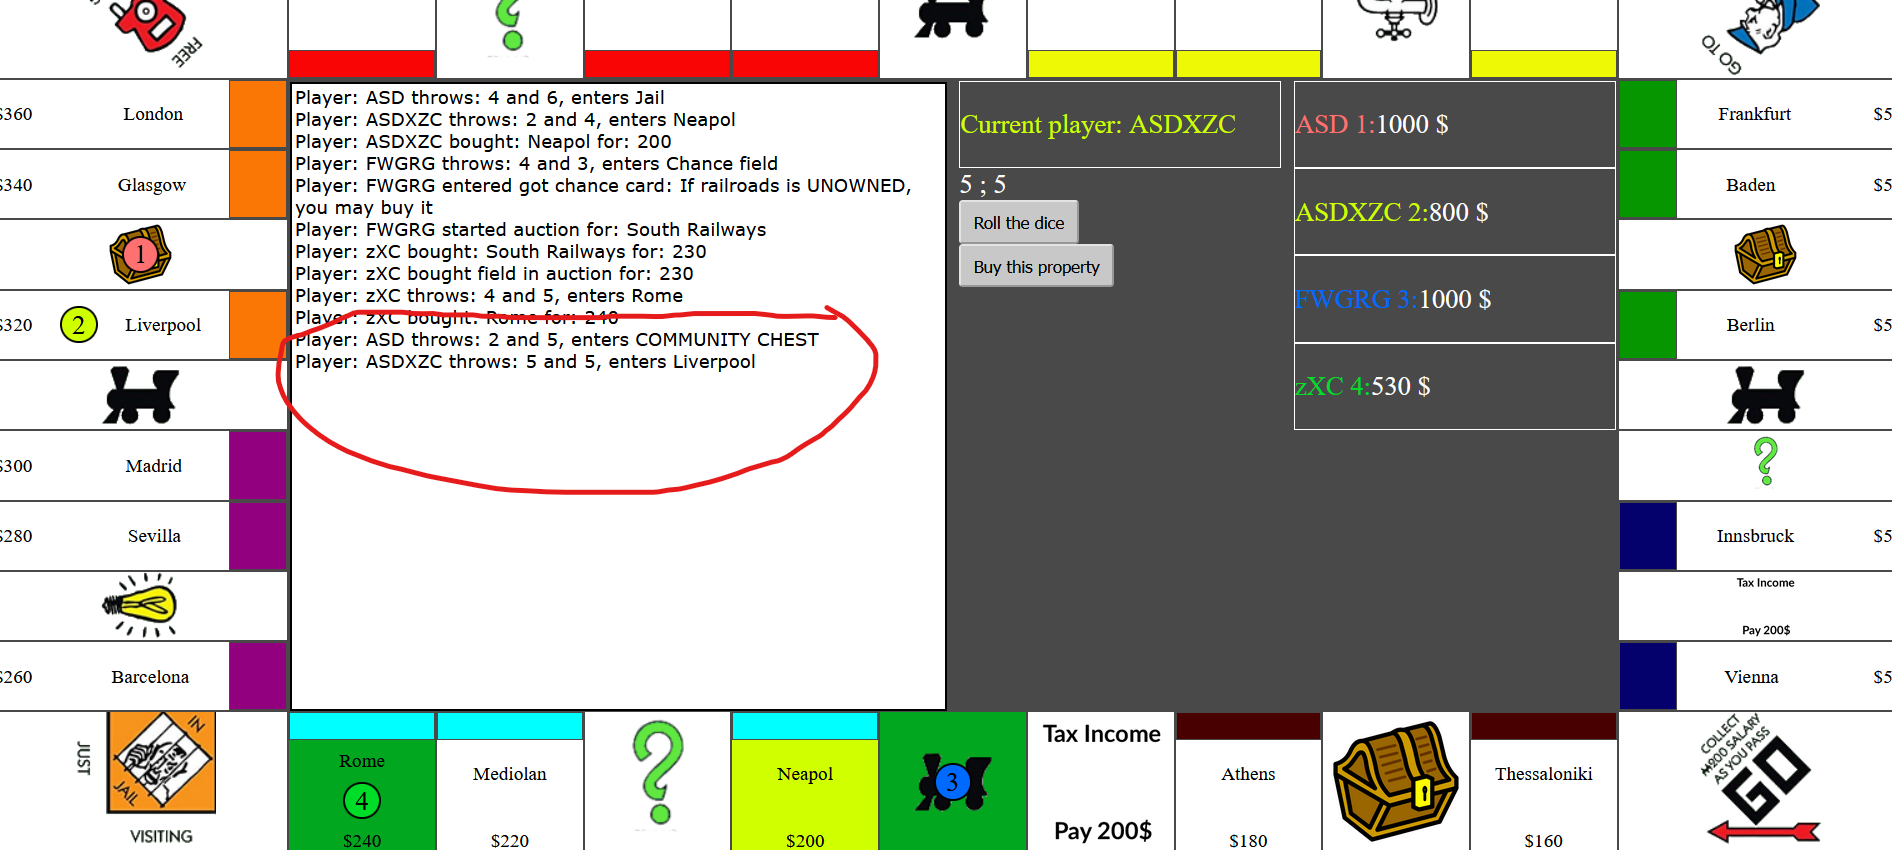 FREE
GO TO
$360 London
$340 Glasgow
1
$320 2 Liverpool
$300 Madrid
$280 Sevilla
$260 Barcelona
Player: ASD throws: 4 and 6, enters Jail
Player: ASDXZC throws: 2 and 4, enters Neapol
Player: ASDXZC bought: Neapol for: 200
Player: FWGRG throws: 4 and 3, enters Chance field
Player: FWGRG entered got chance card: If railroads is UNOWNED,
you may buy it
Player: FWGRG started auction for: South Railways
Player: zXC bought: South Railways for: 230
Player: zXC bought field in auction for: 230
Player: zXC throws: 4 and 5, enters Rome
Player: zXC bought: Rome for: 240
Player: ASD throws: 2 and 5, enters COMMUNITY CHEST
Player: ASDXZC throws: 5 and 5, enters Liverpool
Current player: ASDXZC
5 ; 5
Roll the dice
Buy this property
ASD 1:1000 $
ASDXZC 2:800 $
FWGRG 3:1000 $
zXC 4:530 $
Frankfurt $5
Baden $5
Berlin $5
?
Innsbruck $5
Tax Income
Pay 200$
Vienna $5
JUST
IN
JAIL
VISITING
Rome
4
$240
Mediolan
$220
?
Neapol
$200
3
Tax Income
Pay 200$
Athens
$180
Thessaloniki
$160
COLLECT
₩200 SALARY
AS YOU PASS
GO